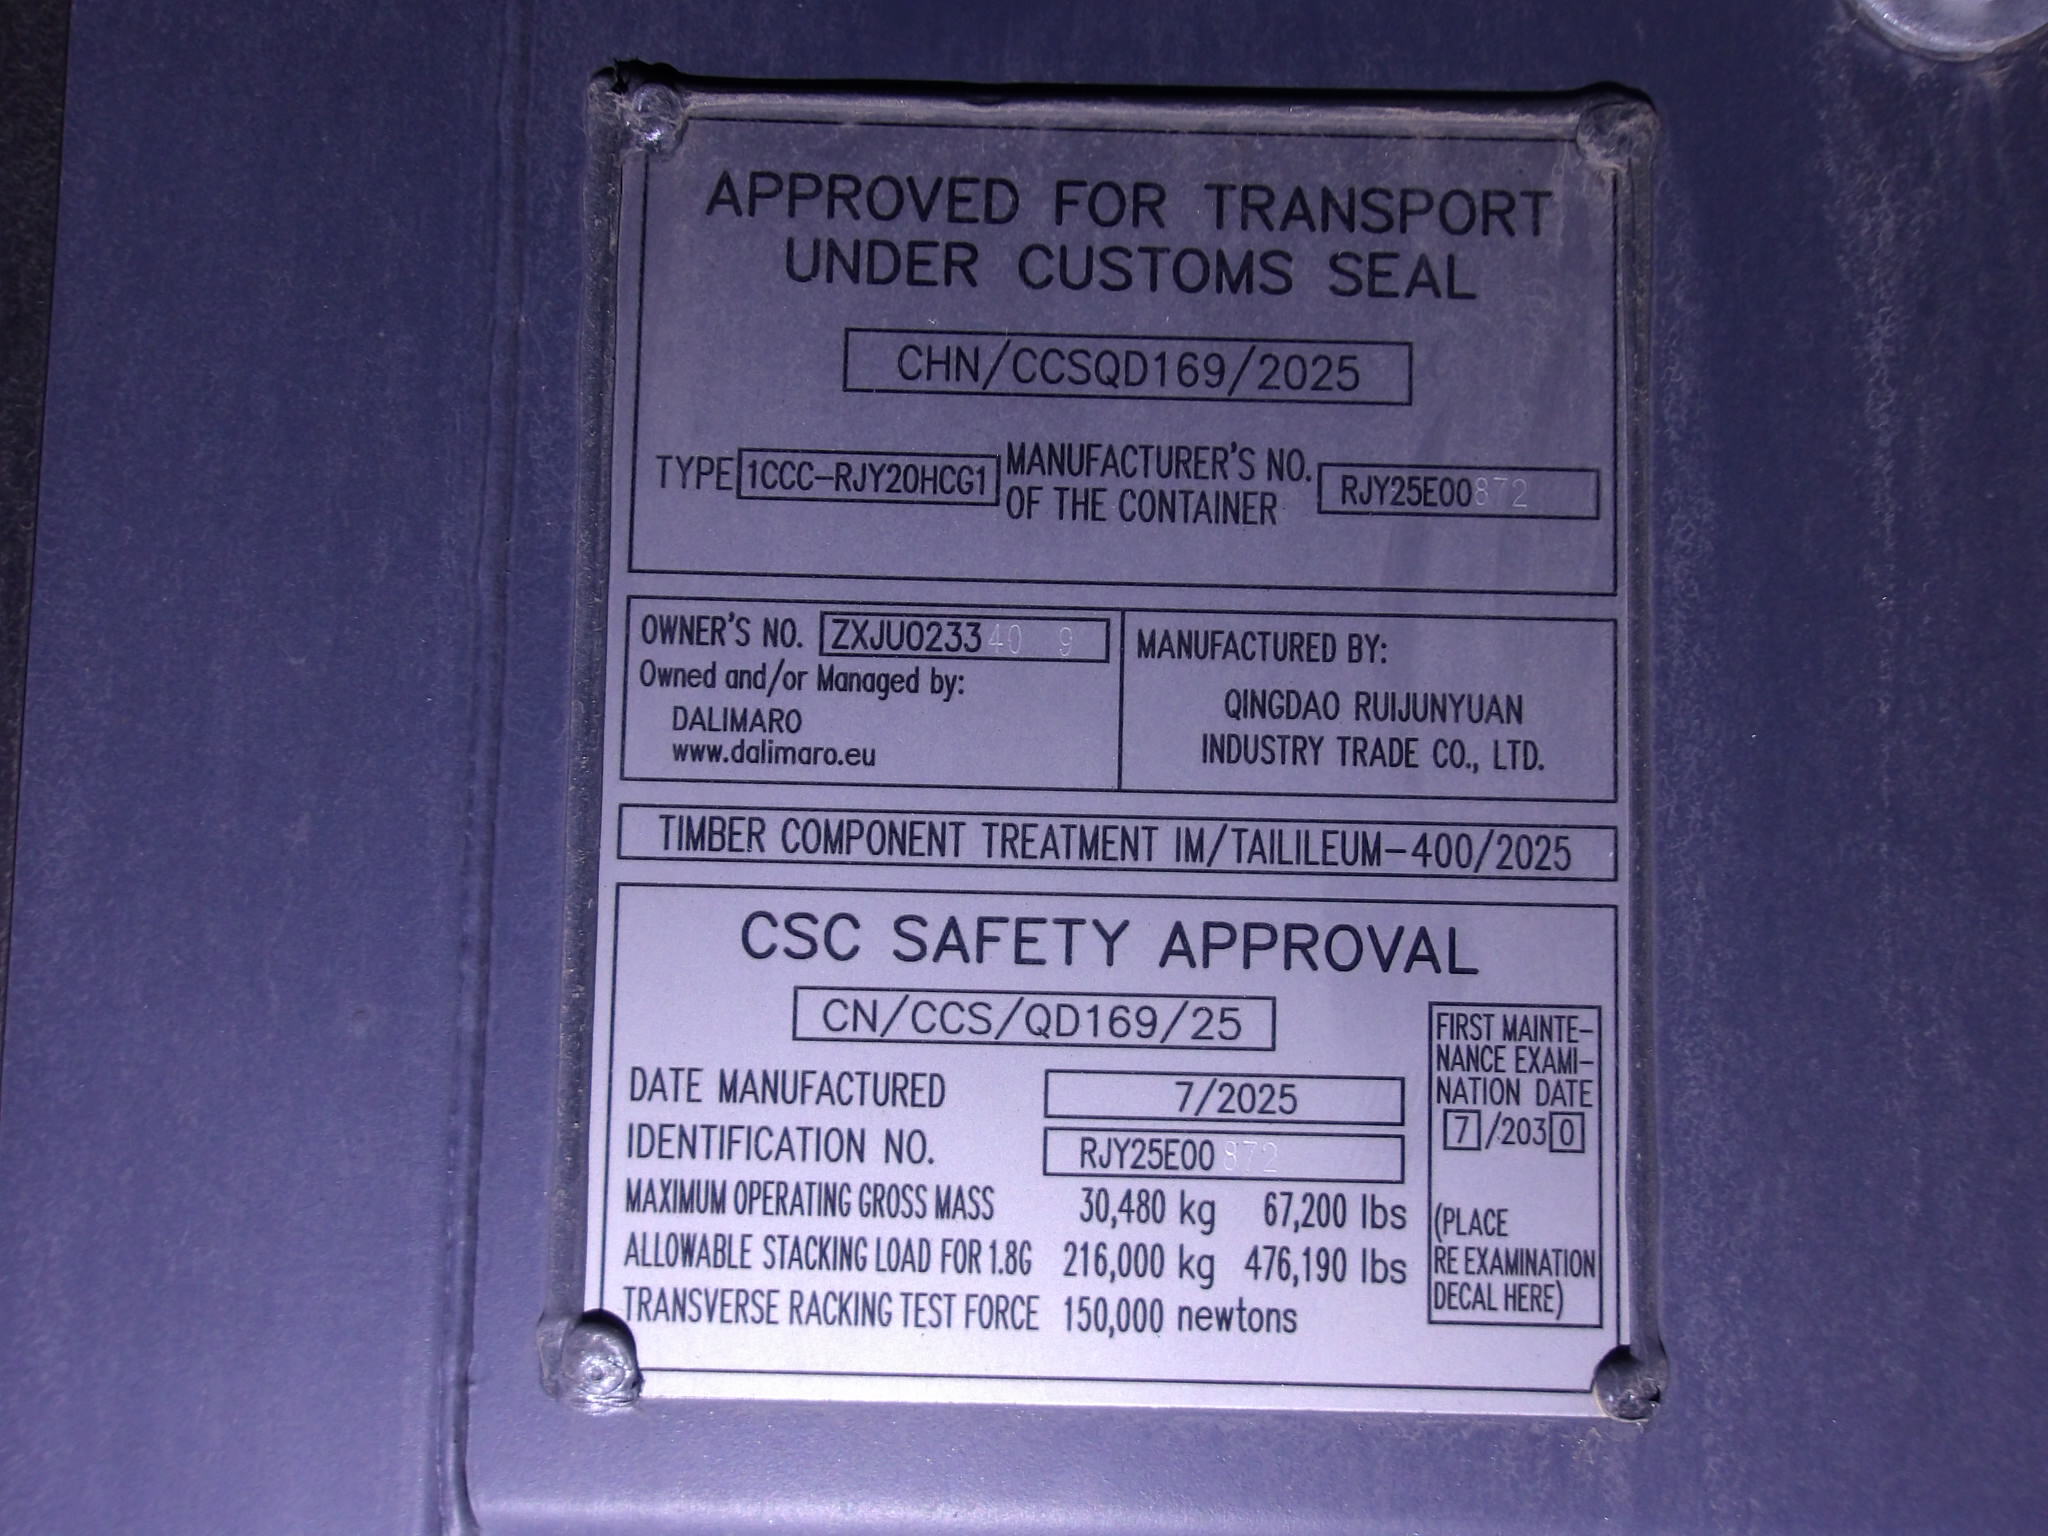 APPROVED FOR TRANSPORT
UNDER CUSTOMS SEAL
CHN/CCSQD169/2025
TYPE 1CCC-RJY20HCG1 MANUFACTURER'S NO. OF THE CONTAINER RJY25E00872
OWNER'S NO. ZXJU023340 9
Owned and/or Managed by:
DALIMARO
www.dalimaro.eu
MANUFACTURED BY:
QINGDAO RUIJUNYUAN
INDUSTRY TRADE CO., LTD.
TIMBER COMPONENT TREATMENT IM/TAILILEUM-400/2025
CSC SAFETY APPROVAL
CN/CCS/QD169/25
DATE MANUFACTURED 7/2025
IDENTIFICATION NO. RJY25E00872
MAXIMUM OPERATING GROSS MASS 30,480 kg 67,200 lbs
ALLOWABLE STACKING LOAD FOR 1.8G 216,000 kg 476,190 lbs
TRANSVERSE RACKING TEST FORCE 150,000 newtons
FIRST MAINTE-
NANCE EXAMI-
NATION DATE
7/2030
(PLACE
RE EXAMINATION
DECAL HERE)